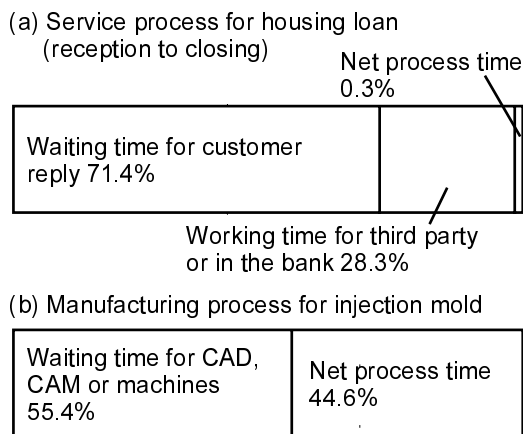 (a) Service process for housing loan
(reception to closing)
Net process time
0.3%
Waiting time for customer
reply 71.4%
Working time for third party
or in the bank 28.3%
(b) Manufacturing process for injection mold
Waiting time for CAD,
CAM or machines
55.4%
Net process time
44.6%